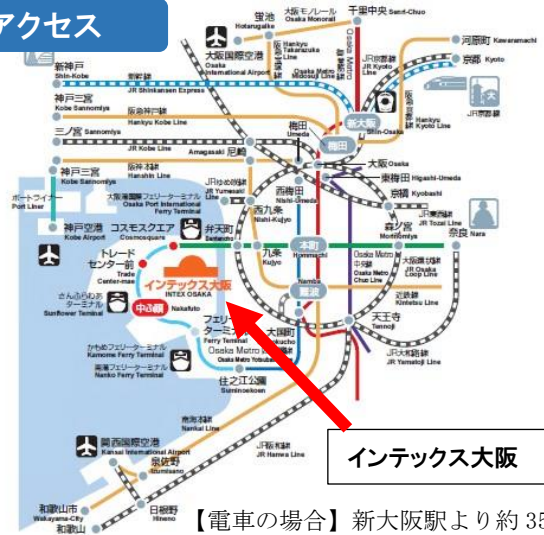 アクセス
大阪モノレール
Osaka Monorail
千里中央 Senri-Chuo
蛍池
Hotarugaike
河原町 Kawaramachi
京都 Kyoto
新神戸
Shin-Kobe
新幹線
JR Shinkansen Express
大阪国際空港
Osaka
International Airport
Hankyu
Takarazuka
Line
Osaka Metro
Midosuji Line
JR京都線
JR Kyoto
Line
Hankyu
Kyoto Line
新大阪
Shin-Osaka
神戸三宮
Kobe Sannomiya
阪急神戸線
Hankyu Kobe Line
梅田
Umeda
梅田
三ノ宮 Sannomiya
JR Kobe Line
Amagasaki 尼崎
大阪 Osaka
神戸三宮
Kobe Sannomiya
阪神本線
Hanshin Line
東梅田 Higashi-Umeda
西梅田
Nishi-Umeda
京橋 Kyobashi
JRゆめ咲線
JR Yumesaki
Line
ポートライナー
Port Liner
大阪港国際フェリーターミナル
Osaka Port International
Ferry Terminal
西九条
Nishi-Kujyo
JR東西線
JR Tozai Line
森ノ宮
Morinomiya
奈良 Nara
神戸空港
Kobe Airport
コスモスクエア
Cosmosquare
弁天町
Bentencho
九条
Kujyo
本町
Hommachi
Osaka Metro
中央線
Osaka Metro
Chuo Line
大阪環状線
JR Osaka
Loop Line
トレード
センター前
Trade
Center-mae
インテックス大阪
INTEX OSAKA
Namba
難波
近鉄線
Kintetsu Line
さんふらわあ
ターミナル
Sunflower Terminal
中ふ頭
Nakafuto
フェリー
ターミナル
Ferry Terminal
大国町
天王寺
Tennoji
かもめフェリーターミナル
Kamome Ferry Terminal
南港フェリーターミナル
Nanko Ferry Terminal
Osaka Metro
住之江公園
Suminoekoen
JR大和路線
JR Yamatoji Line
南海本線
Nankai Line
関西国際空港
Kansai International Airport
JR阪和線
JR Hanwa Line
泉佐野
Izumisano
インテックス大阪
和歌山市
Wakayama-City
和歌山
日根野
Hineno
【電車の場合】新大阪駅より約 35